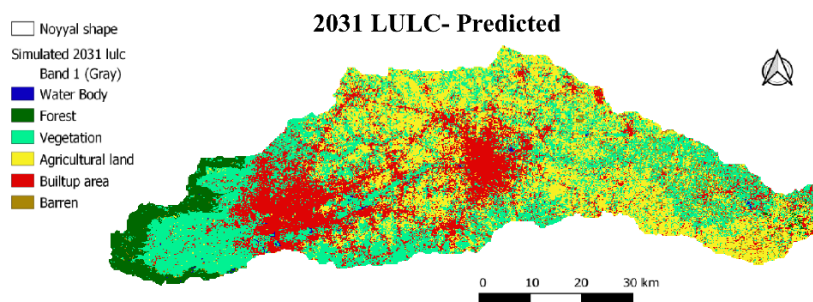 2031 LULC- Predicted
Noyyal shape
Simulated 2031 lulc
Band 1 (Gray)
Water Body
Forest
Vegetation
Agricultural land
Builtup area
Barren
0 10 20 30 km